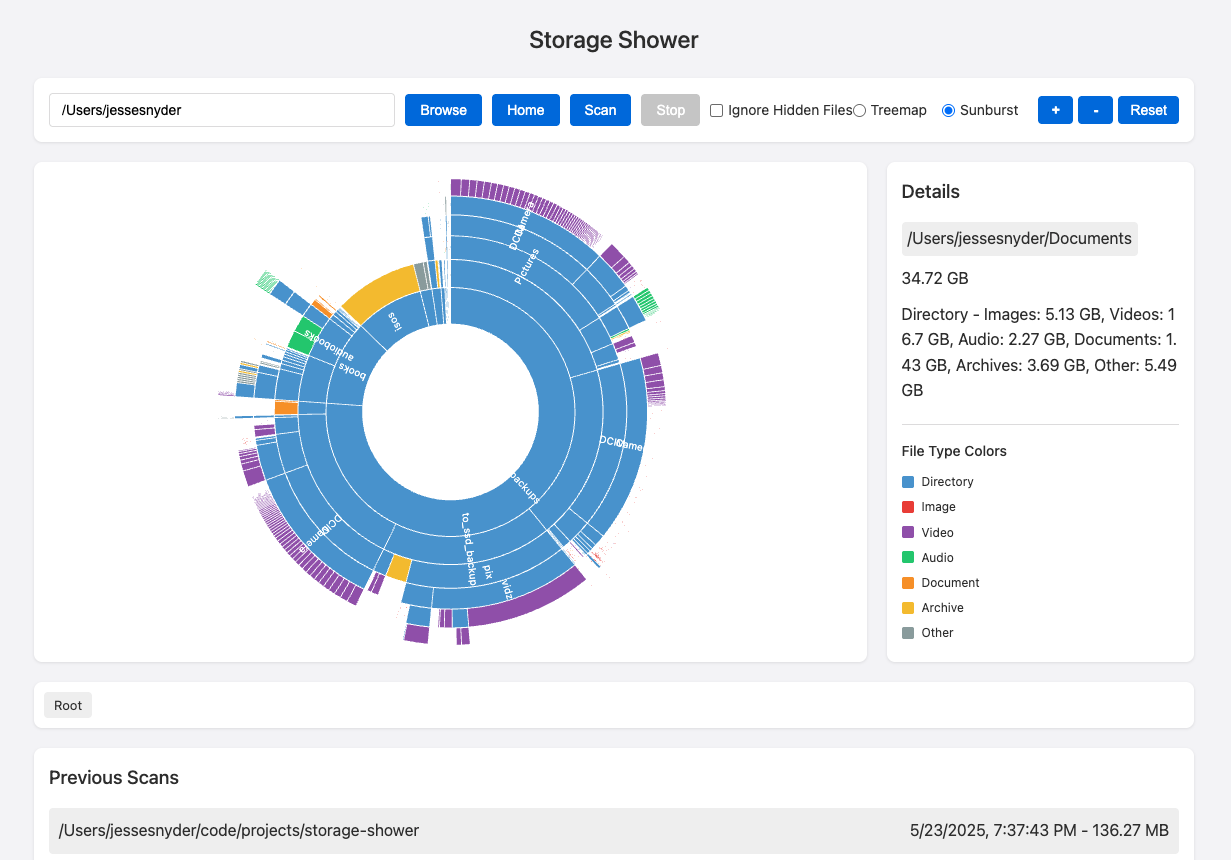 Storage Shower
/Users/jessesnyder
Browse
Home
Scan
Stop
Ignore Hidden Files
Treemap
Sunburst
+
-
Reset
Camera
DCIM
Pictures
isos
audiobooks
books
DCIM
Camera
backups
to_ssd_backup
pix
vidz
DCIM
Camera
Details
/Users/jessesnyder/Documents
34.72 GB
Directory - Images: 5.13 GB, Videos: 1
6.7 GB, Audio: 2.27 GB, Documents: 1.
43 GB, Archives: 3.69 GB, Other: 5.49
GB
File Type Colors
Directory
Image
Video
Audio
Document
Archive
Other
Root
Previous Scans
/Users/jessesnyder/code/projects/storage-shower
5/23/2025, 7:37:43 PM - 136.27 MB